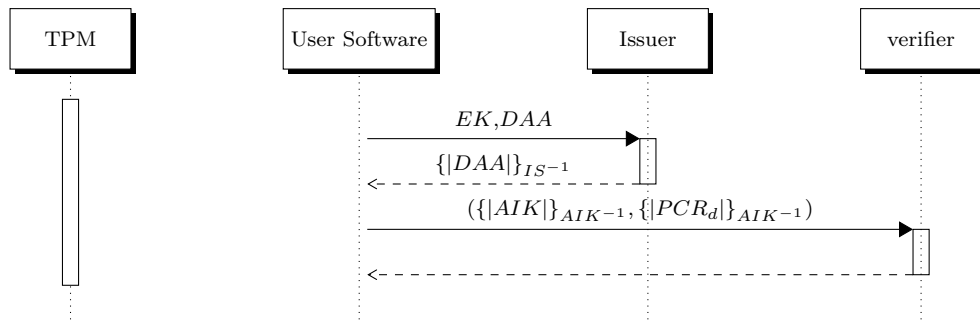 TPM
User Software
Issuer
verifier
EK,DAA
{|DAA|}_{IS^{-1}}
({|AIK|}_{AIK^{-1}}, {|PCR_d|}_{AIK^{-1}})